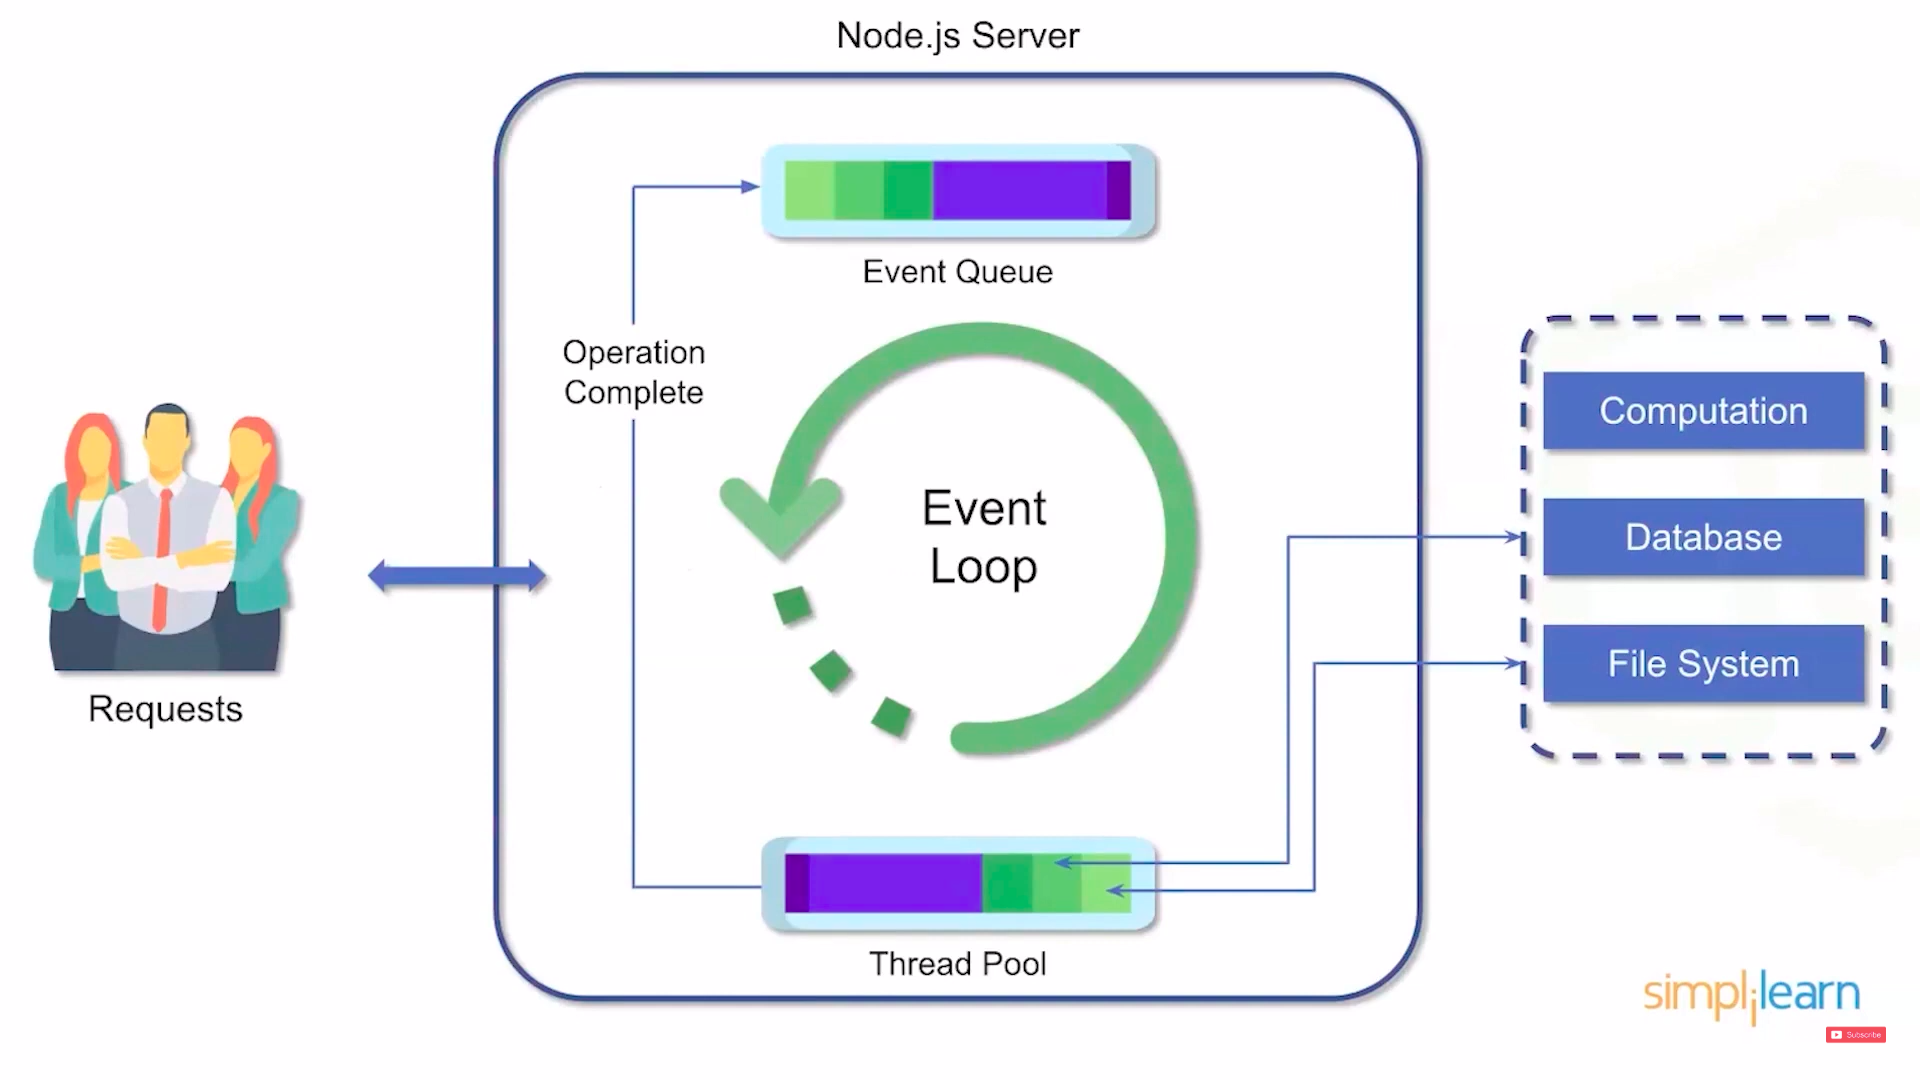 Node.js Server
Event Queue
Operation
Complete
Event
Loop
Computation
Database
File System
Requests
Thread Pool
simplilearn
Subscribe